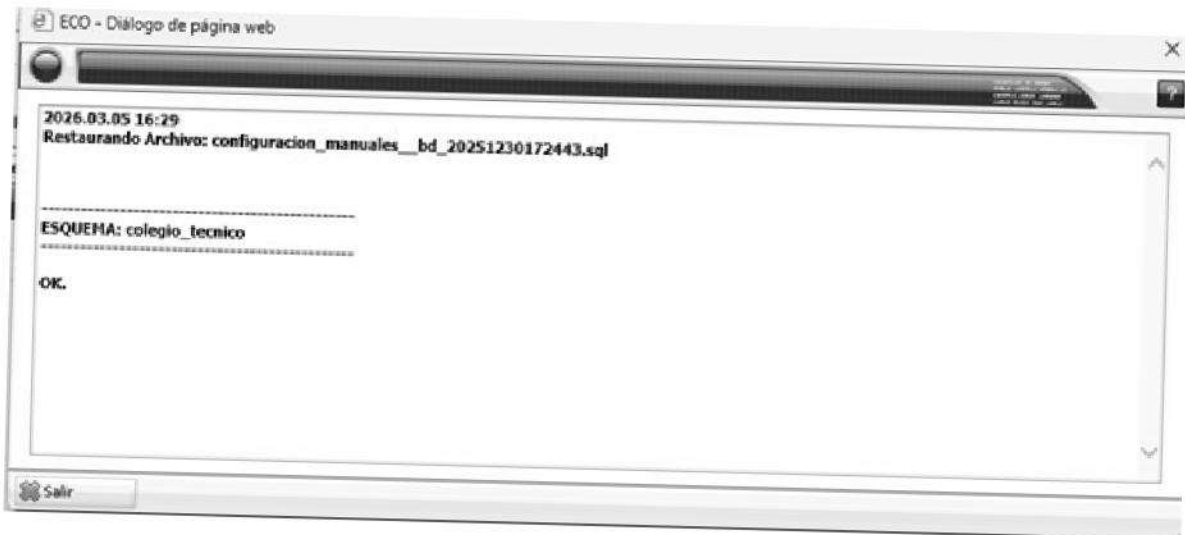 ECO - Diálogo de página web
?
2026.03.05 16:29
Restaurando Archivo: configuracion_manuales__bd_20251230172443.sql
--------------------------------------------------
ESQUEMA: colegio_tecnico
--------------------------------------------------
OK.
Salir